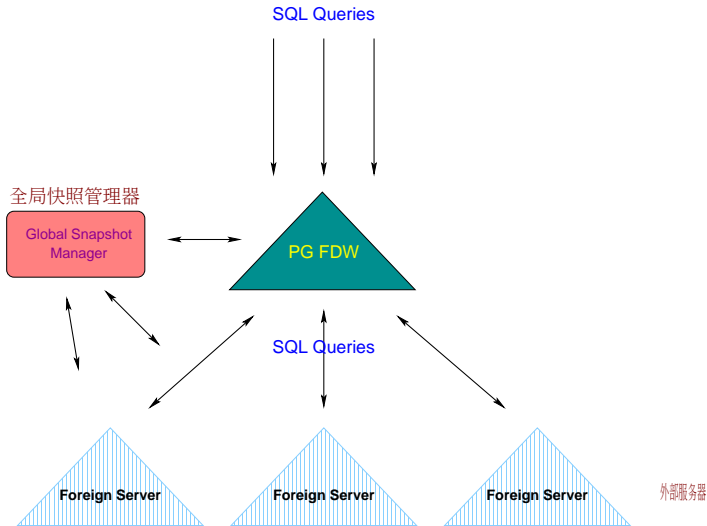 SQL Queries
全局快照管理器
Global Snapshot
Manager
PG FDW
SQL Queries
Foreign Server
Foreign Server
Foreign Server
外部服务器